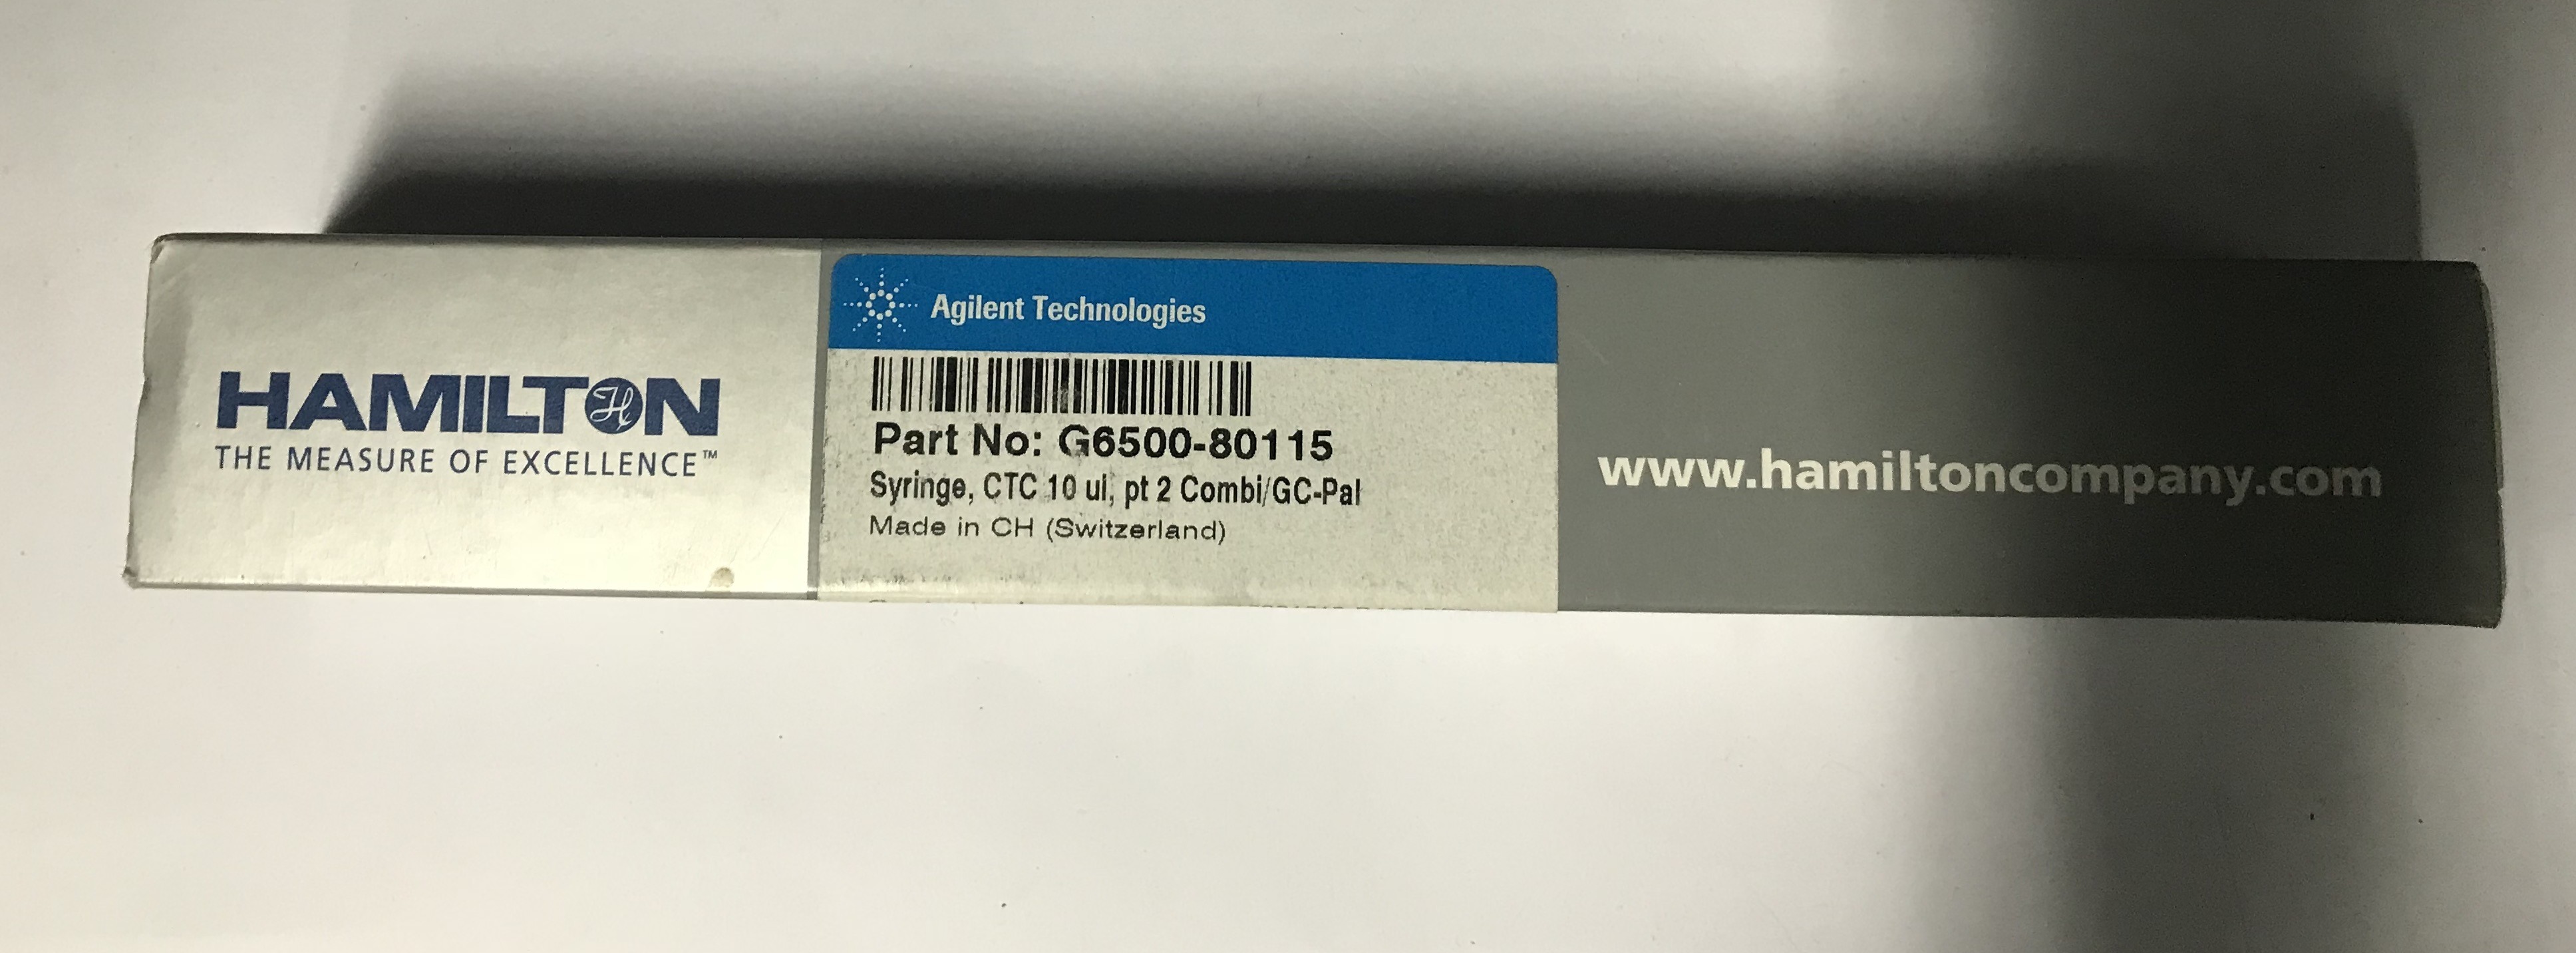 HAMILTON
THE MEASURE OF EXCELLENCE™
Agilent Technologies
Part No: G6500-80115
Syringe, CTC 10 ul, pt 2 Combi/GC-Pal
Made in CH (Switzerland)
www.hamiltoncompany.com